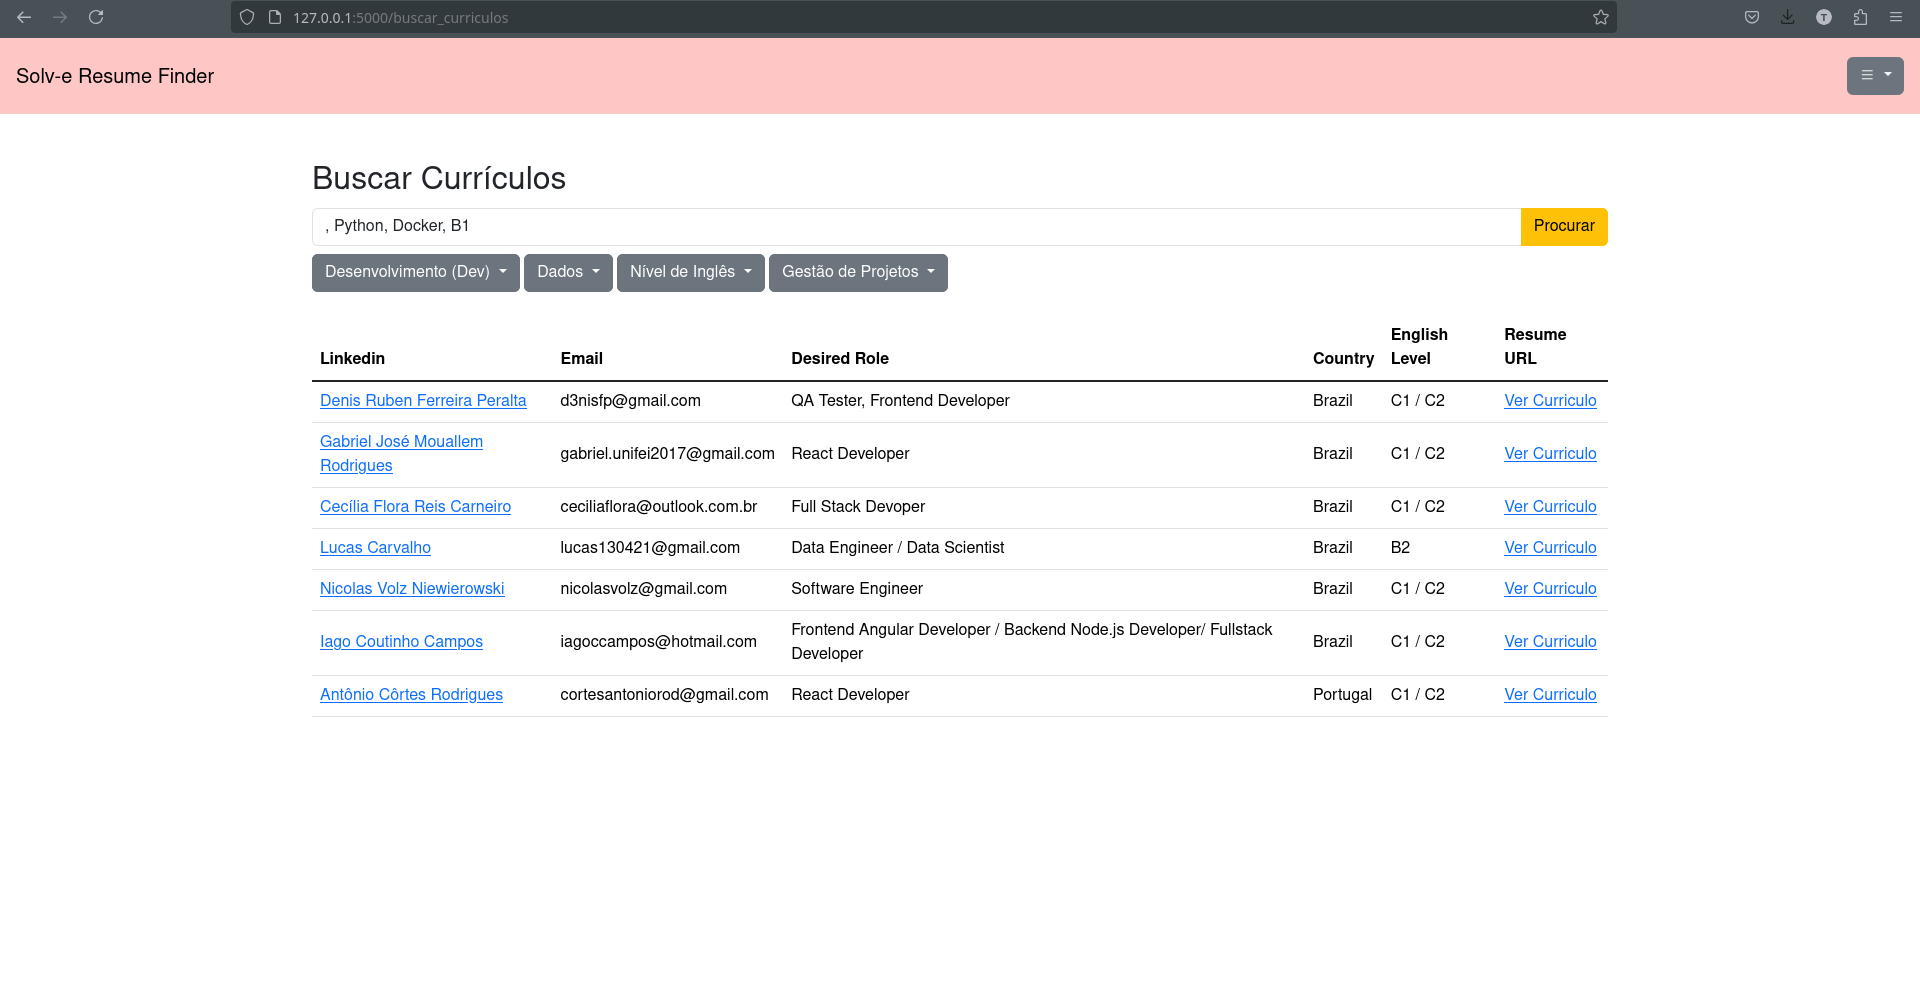 127.0.0.1:5000/buscar_curriculos
T
Solv-e Resume Finder
Buscar Currículos
, Python, Docker, B1
Procurar
Desenvolvimento (Dev)
Dados
Nível de Inglês
Gestão de Projetos
Linkedin Email Desired Role Country English Level Resume URL
Denis Ruben Ferreira Peralta d3nisfp@gmail.com QA Tester, Frontend Developer Brazil C1 / C2 Ver Curriculo
Gabriel José Mouallem
Rodrigues gabriel.unifei2017@gmail.com React Developer Brazil C1 / C2 Ver Curriculo
Cecília Flora Reis Carneiro ceciliaflora@outlook.com.br Full Stack Devoper Brazil C1 / C2 Ver Curriculo
Lucas Carvalho lucas130421@gmail.com Data Engineer / Data Scientist Brazil B2 Ver Curriculo
Nicolas Volz Niewierowski nicolasvolz@gmail.com Software Engineer Brazil C1 / C2 Ver Curriculo
Iago Coutinho Campos iagoccampos@hotmail.com Frontend Angular Developer / Backend Node.js Developer/ Fullstack
Developer Brazil C1 / C2 Ver Curriculo
Antônio Côrtes Rodrigues cortesantoniorod@gmail.com React Developer Portugal C1 / C2 Ver Curriculo